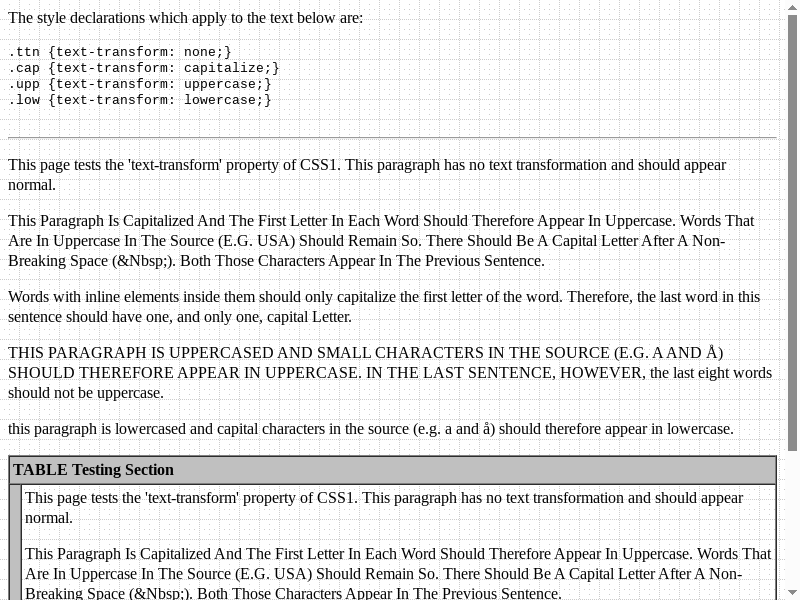 The style declarations which apply to the text below are:
.ttn {text-transform: none;}
.cap {text-transform: capitalize;}
.upp {text-transform: uppercase;}
.low {text-transform: lowercase;}
This page tests the 'text-transform' property of CSS1. This paragraph has no text transformation and should appear
normal.
This Paragraph Is Capitalized And The First Letter In Each Word Should Therefore Appear In Uppercase. Words That
Are In Uppercase In The Source (E.G. USA) Should Remain So. There Should Be A Capital Letter After A Non-
Breaking Space (&Nbsp;). Both Those Characters Appear In The Previous Sentence.
Words with inline elements inside them should only capitalize the first letter of the word. Therefore, the last word in this
sentence should have one, and only one, capital Letter.
THIS PARAGRAPH IS UPPERCASED AND SMALL CHARACTERS IN THE SOURCE (E.G. A AND Å)
SHOULD THEREFORE APPEAR IN UPPERCASE. IN THE LAST SENTENCE, HOWEVER, the last eight words
should not be uppercase.
this paragraph is lowercased and capital characters in the source (e.g. a and å) should therefore appear in lowercase.
TABLE Testing Section
This page tests the 'text-transform' property of CSS1. This paragraph has no text transformation and should appear
normal.
This Paragraph Is Capitalized And The First Letter In Each Word Should Therefore Appear In Uppercase. Words That
Are In Uppercase In The Source (E.G. USA) Should Remain So. There Should Be A Capital Letter After A Non-
Breaking Space (&Nbsp;). Both Those Characters Appear In The Previous Sentence.